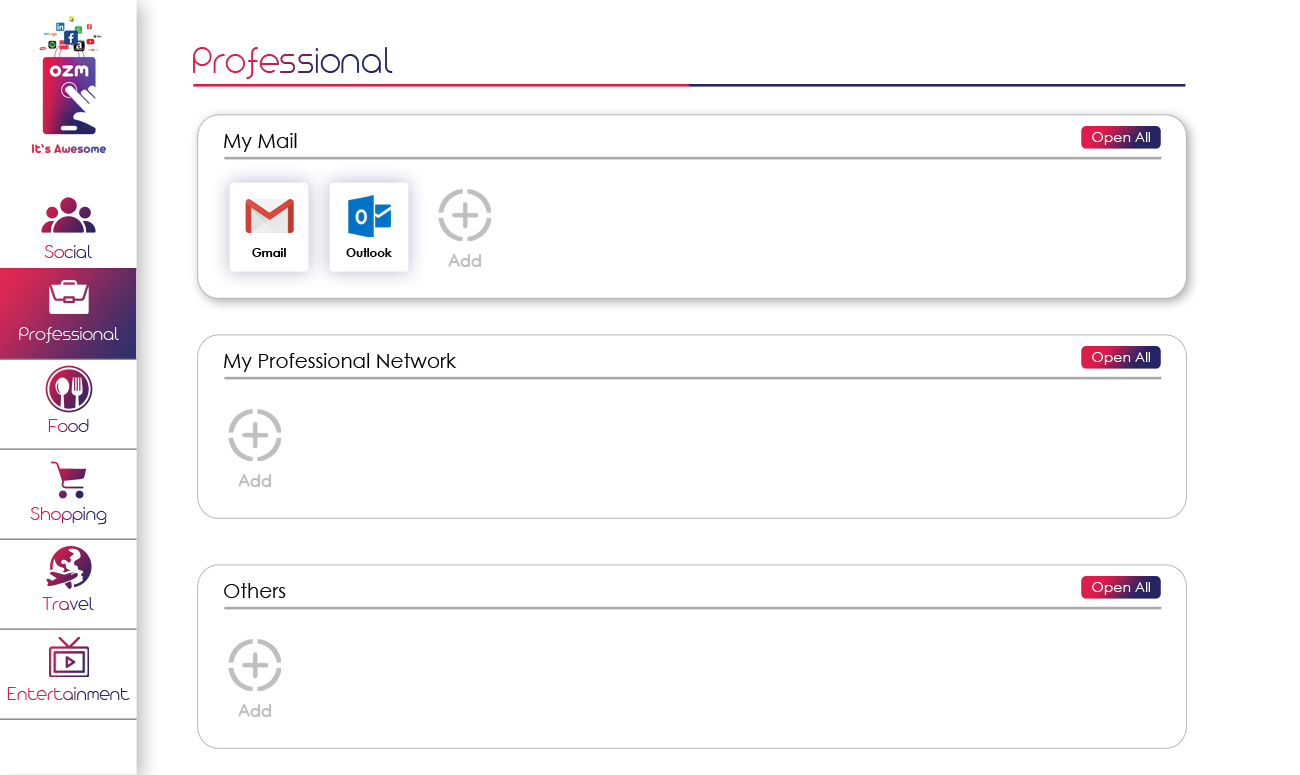 ozm
It's Awesome
Social
Professional
Food
Shopping
Travel
Entertainment
Professional
My Mail
Open All
Gmail
Outlook
Add
My Professional Network
Open All
Add
Others
Open All
Add